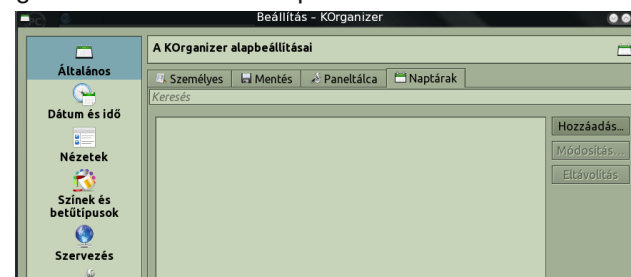 Beállítás – KOrganizer
A KOrganizer alapbeállításai
Általános
Személyes
Mentés
Paneltálca
Naptárak
Keresés
Dátum és idő
Nézetek
Színek és
betűtípusok
Szervezés
Hozzáadás...
Módosítás...
Eltávolítás